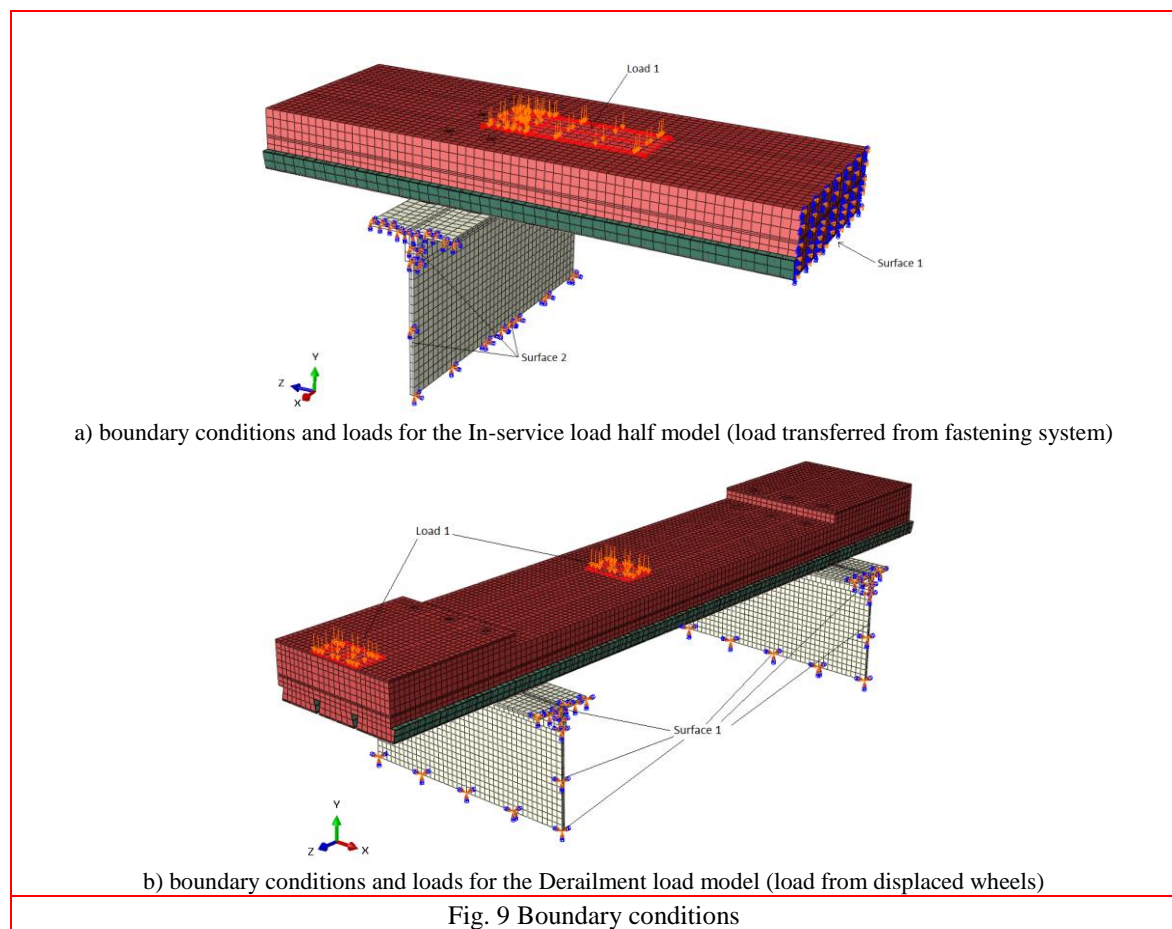 Load 1
Surface 1
Surface 2
Y
Z
X
a) boundary conditions and loads for the In-service load half model (load transferred from fastening system)
Load 1
Surface 1
Y
Z
X
b) boundary conditions and loads for the Derailment load model (load from displaced wheels)
Fig. 9 Boundary conditions